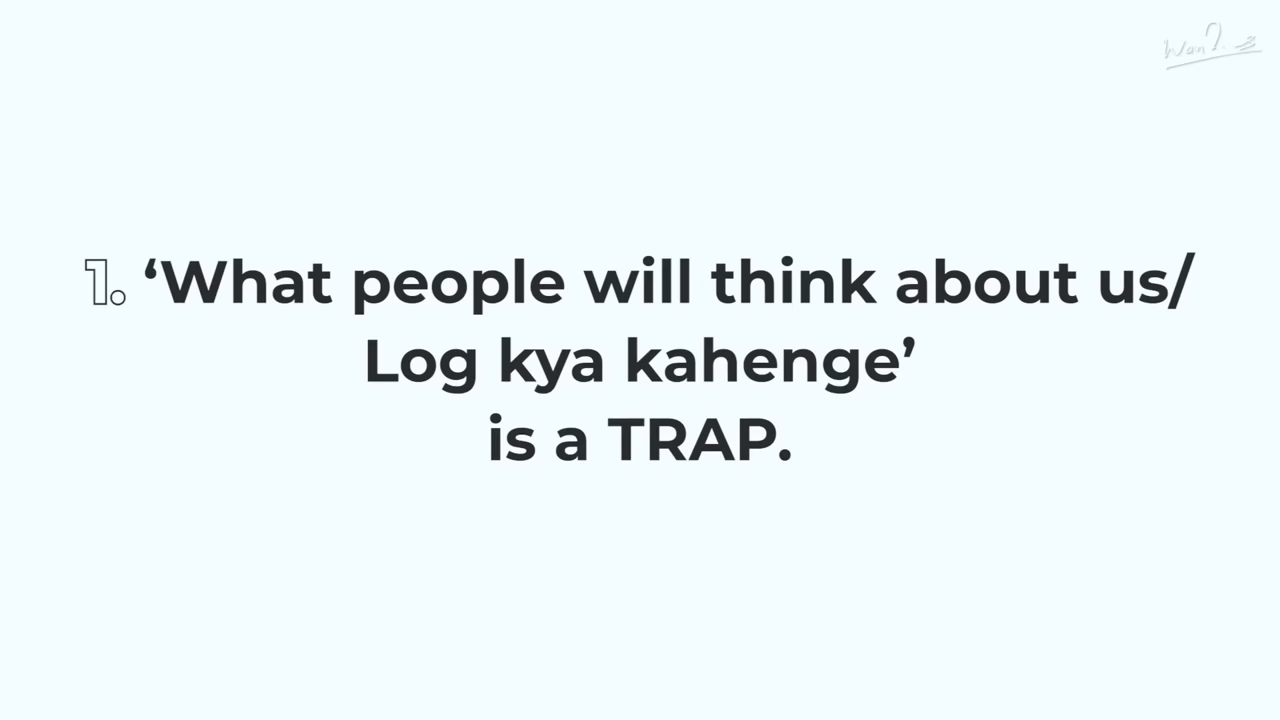 1. ‘What people will think about us/
Log kya kahenge’
is a TRAP.